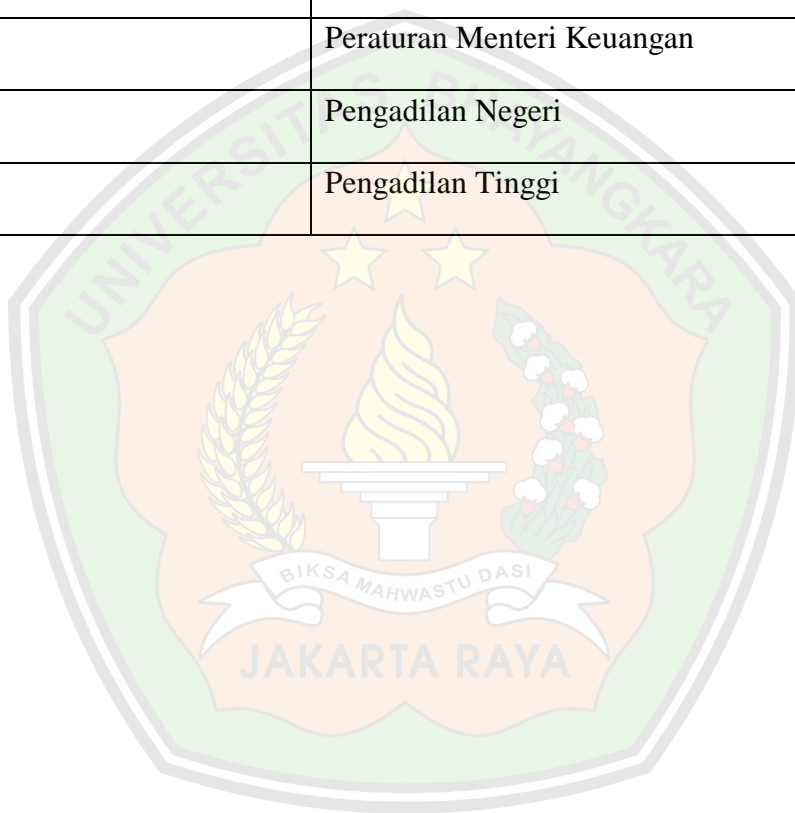 Peraturan Menteri Keuangan
Pengadilan Negeri
Pengadilan Tinggi
UNIVERSITAS BHAYANGKARA
BIKSA MAHWASTU DASI
JAKARTA RAYA